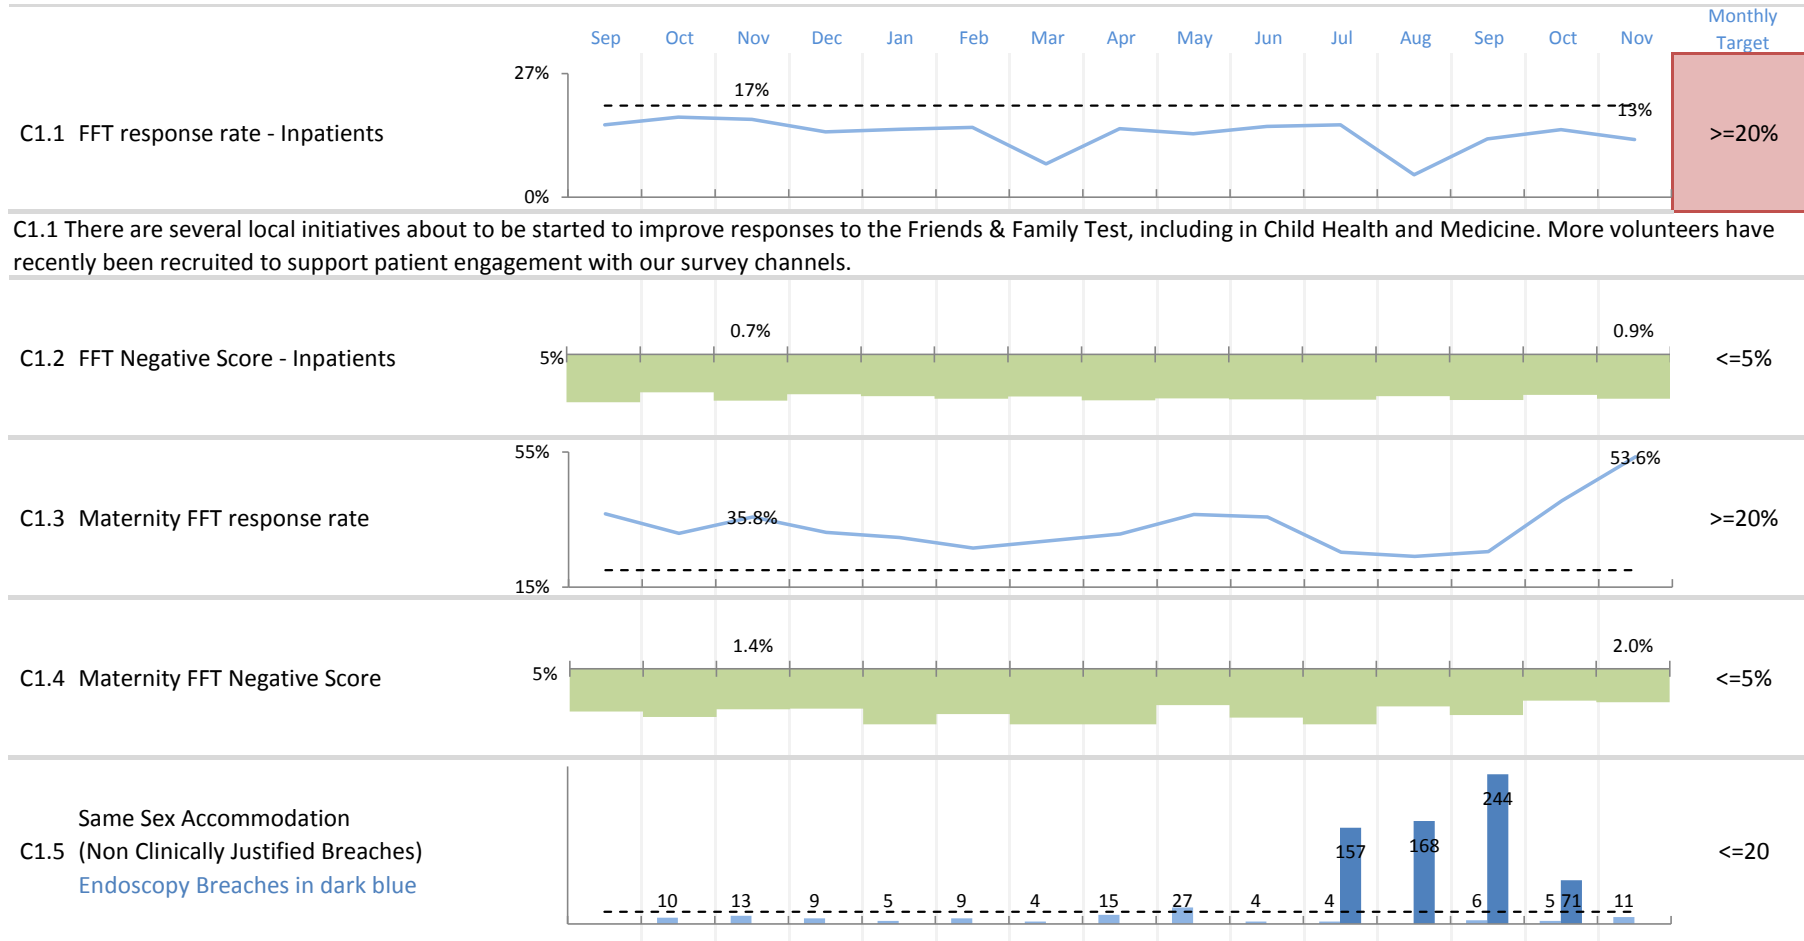 Monthly
Sep Oct Nov Dec Jan Feb Mar Apr May Jun Jul Aug Sep Oct Nov Target
27%
17%
13%
C1.1 FFT response rate - Inpatients
>=20%
0%
C1.1 There are several local initiatives about to be started to improve responses to the Friends & Family Test, including in Child Health and Medicine. More volunteers have
recently been recruited to support patient engagement with our survey channels.
0.7% 0.9%
C1.2 FFT Negative Score - Inpatients 5% <=5%
55%
53.6%
C1.3 Maternity FFT response rate 35.8% >=20%
15%
1.4% 2.0%
C1.4 Maternity FFT Negative Score 5% <=5%
Same Sex Accommodation
C1.5 (Non Clinically Justified Breaches) <=20
Endoscopy Breaches in dark blue
244
157 168
10 13 9 5 9 4 15 27 4 4 6 5 71 11